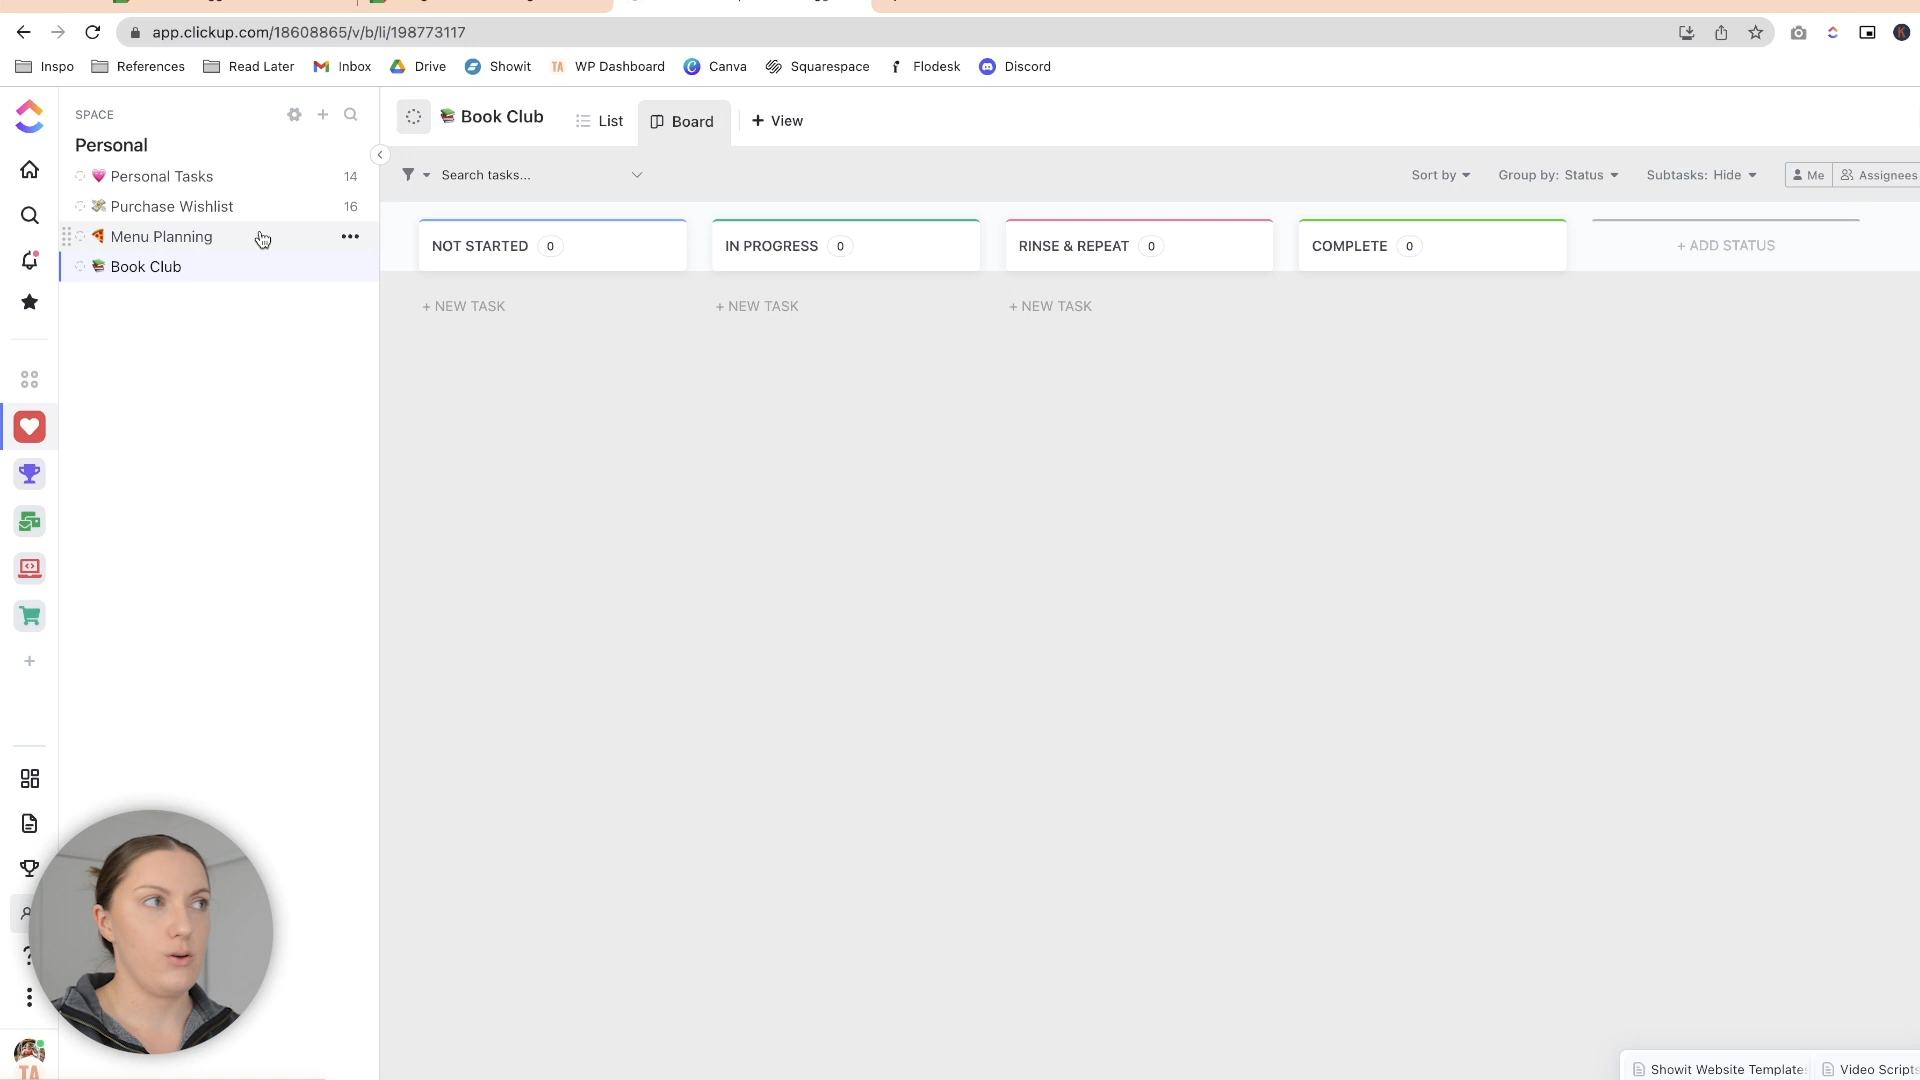 app.clickup.com/18608865/v/b/li/198773117
Inspo References Read Later Inbox Drive Showit WP Dashboard Canva Squarespace Flodesk Discord
SPACE
Personal
Personal Tasks 14
Purchase Wishlist 16
Menu Planning
Book Club
Book Club List Board + View
Search tasks... Sort by Group by: Status Subtasks: Hide Me Assignees
NOT STARTED 0 IN PROGRESS 0 RINSE & REPEAT 0 COMPLETE 0 + ADD STATUS
+ NEW TASK + NEW TASK + NEW TASK
TA
Showit Website Template Video Scripts